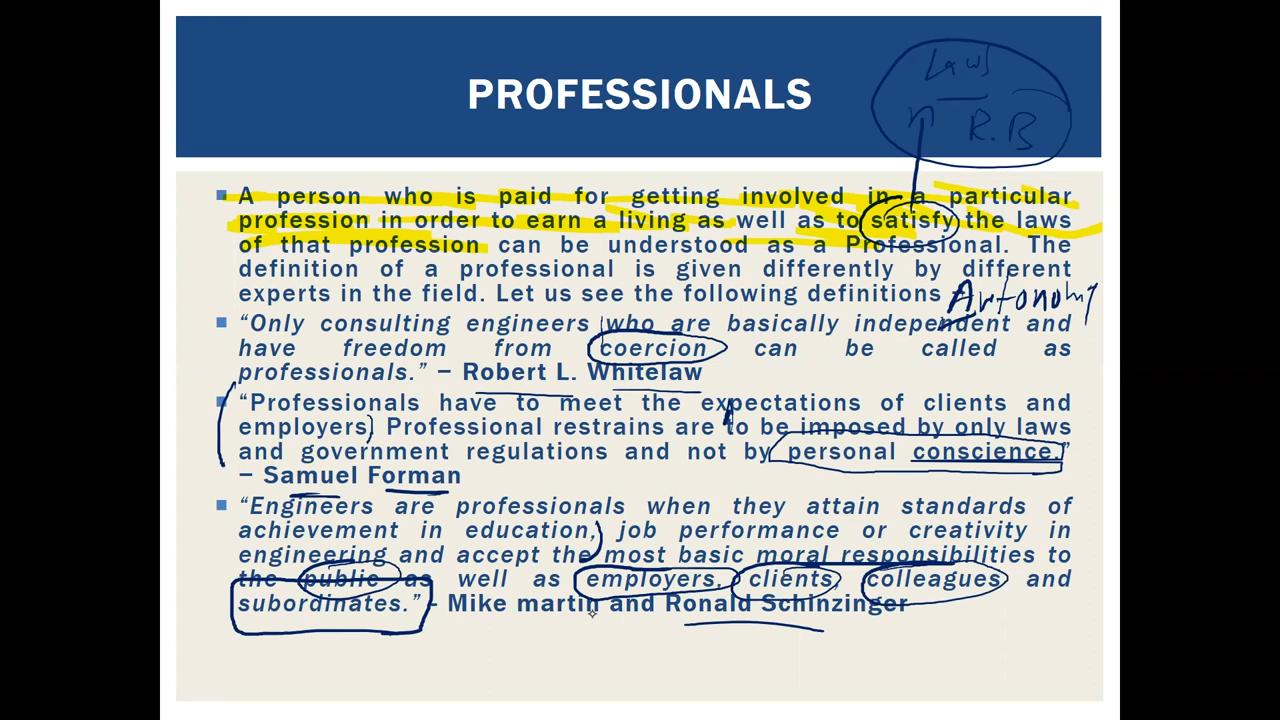 PROFESSIONALS
Laws
n R.B
A person who is paid for getting involved in a particular
profession in order to earn a living as well as to satisfy the laws
of that profession can be understood as a Professional. The
definition of a professional is given differently by different
experts in the field. Let us see the following definitions -
Autonomy
“Only consulting engineers who are basically independent and
have freedom from coercion can be called as
professionals.” – Robert L. Whitelaw
“Professionals have to meet the expectations of clients and
employers. Professional restrains are to be imposed by only laws
and government regulations and not by personal conscience.”
– Samuel Forman
“Engineers are professionals when they attain standards of
achievement in education, job performance or creativity in
engineering and accept the most basic moral responsibilities to
the public as well as employers, clients, colleagues and
subordinates.” - Mike martin and Ronald Schinzinger